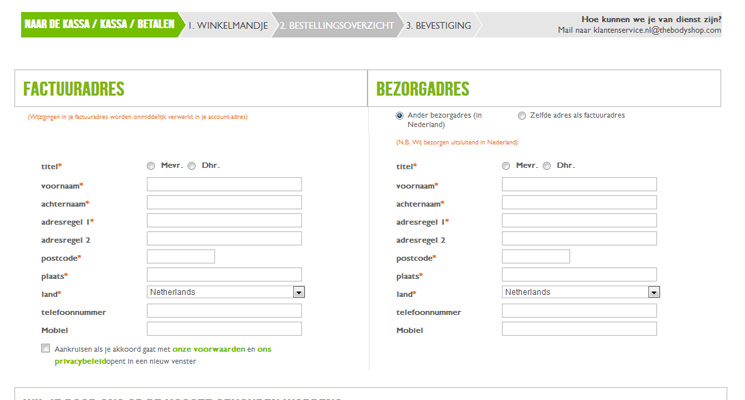 NAAR DE KASSA / KASSA / BETALEN
1. WINKELMANDJE
2. BESTELLINGSOVERZICHT
3. BEVESTIGING
Hoe kunnen we je van dienst zijn?
Mail naar klantenservice.nl@thebodyshop.com
FACTUURADRES
(Wijzigingen in je factuuradres worden onmiddellijk verwerkt in je account-adres)
titel*
Mevr.
Dhr.
voornaam*
achternaam*
adresregel 1*
adresregel 2
postcode*
plaats*
land*
Netherlands
telefoonnummer
Mobiel
Aankruisen als je akkoord gaat met onze voorwaarden en ons
privacybeleidopent in een nieuw venster
BEZORGADRES
Ander bezorgadres (in
Nederland)
Zelfde adres als factuuradres
(N.B. Wij bezorgen uitsluitend in Nederland)
titel*
Mevr.
Dhr.
voornaam*
achternaam*
adresregel 1*
adresregel 2
postcode*
plaats*
land*
Netherlands
telefoonnummer
Mobiel